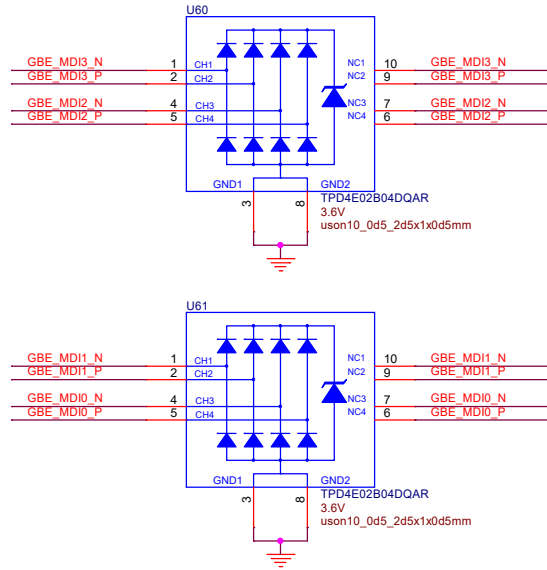 U60
GBE_MDI3_N 1 CH1 NC1 10 GBE_MDI3_N
GBE_MDI3_P 2 CH2 NC2 9 GBE_MDI3_P
GBE_MDI2_N 4 CH3 NC3 7 GBE_MDI2_N
GBE_MDI2_P 5 CH4 NC4 6 GBE_MDI2_P
GND1 GND2
3 8
TPD4E02B04DQAR
3.6V
uson10_0d5_2d5x1x0d5mm
U61
GBE_MDI1_N 1 CH1 NC1 10 GBE_MDI1_N
GBE_MDI1_P 2 CH2 NC2 9 GBE_MDI1_P
GBE_MDI0_N 4 CH3 NC3 7 GBE_MDI0_N
GBE_MDI0_P 5 CH4 NC4 6 GBE_MDI0_P
GND1 GND2
3 8
TPD4E02B04DQAR
3.6V
uson10_0d5_2d5x1x0d5mm